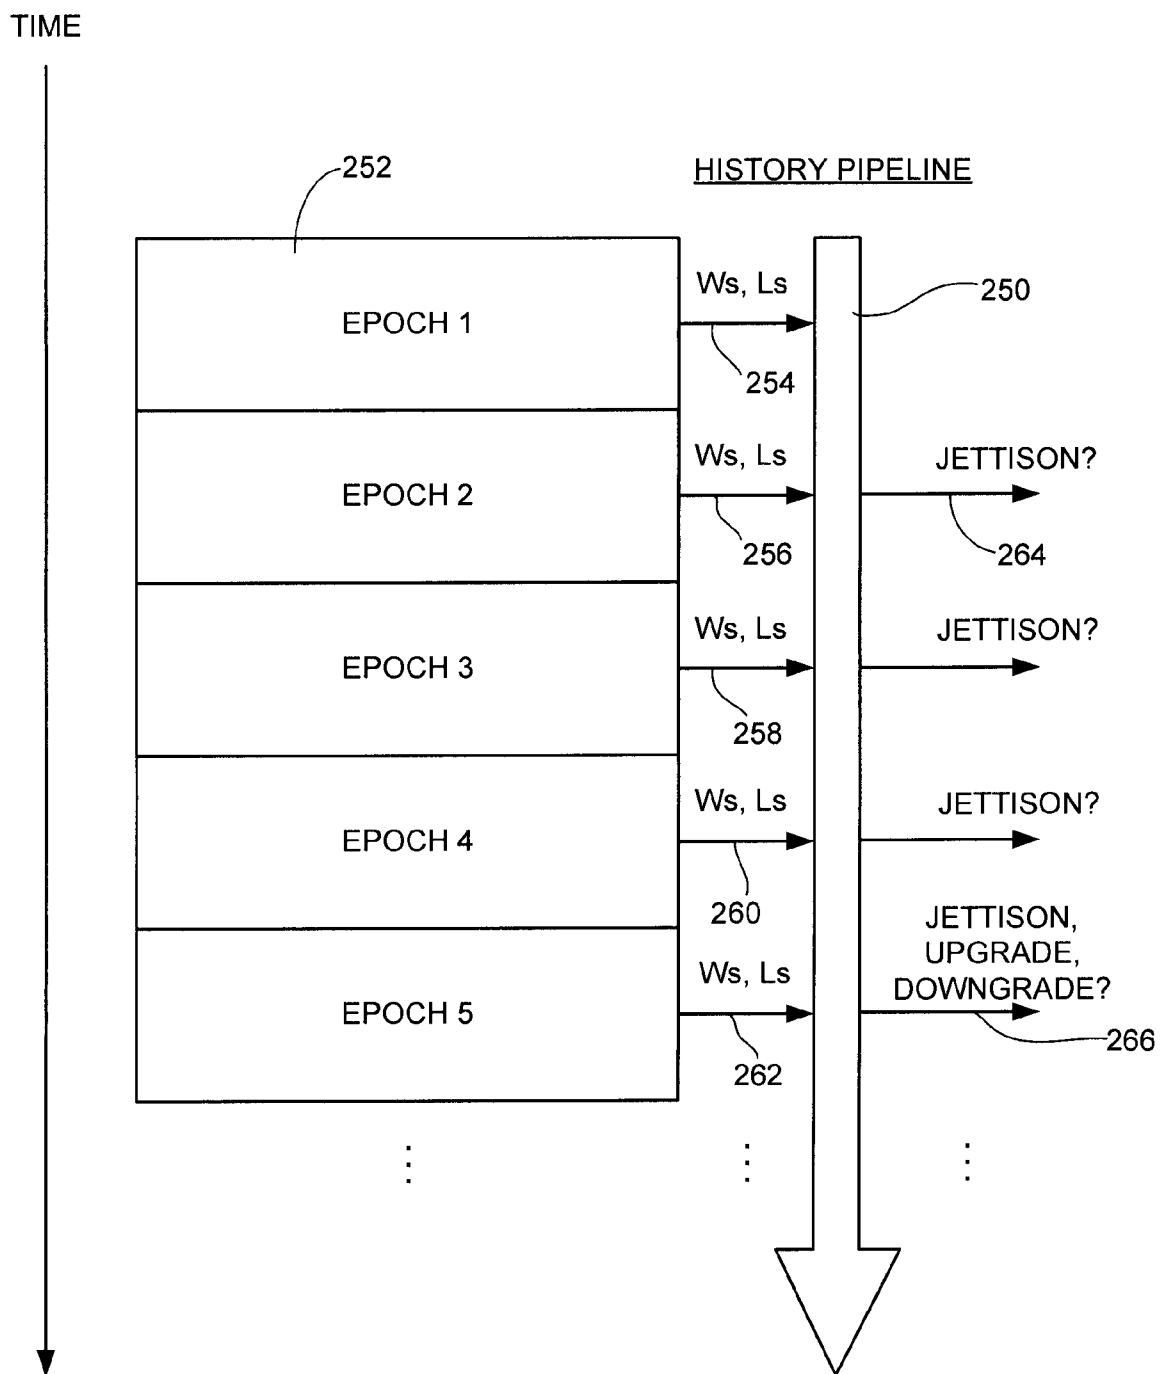 TIME
252
HISTORY PIPELINE
Ws, Ls
250
EPOCH 1
254
Ws, Ls
JETTISON?
EPOCH 2
256
264
Ws, Ls
JETTISON?
EPOCH 3
258
Ws, Ls
JETTISON?
EPOCH 4
260
JETTISON,
UPGRADE,
DOWNGRADE?
Ws, Ls
EPOCH 5
266
262